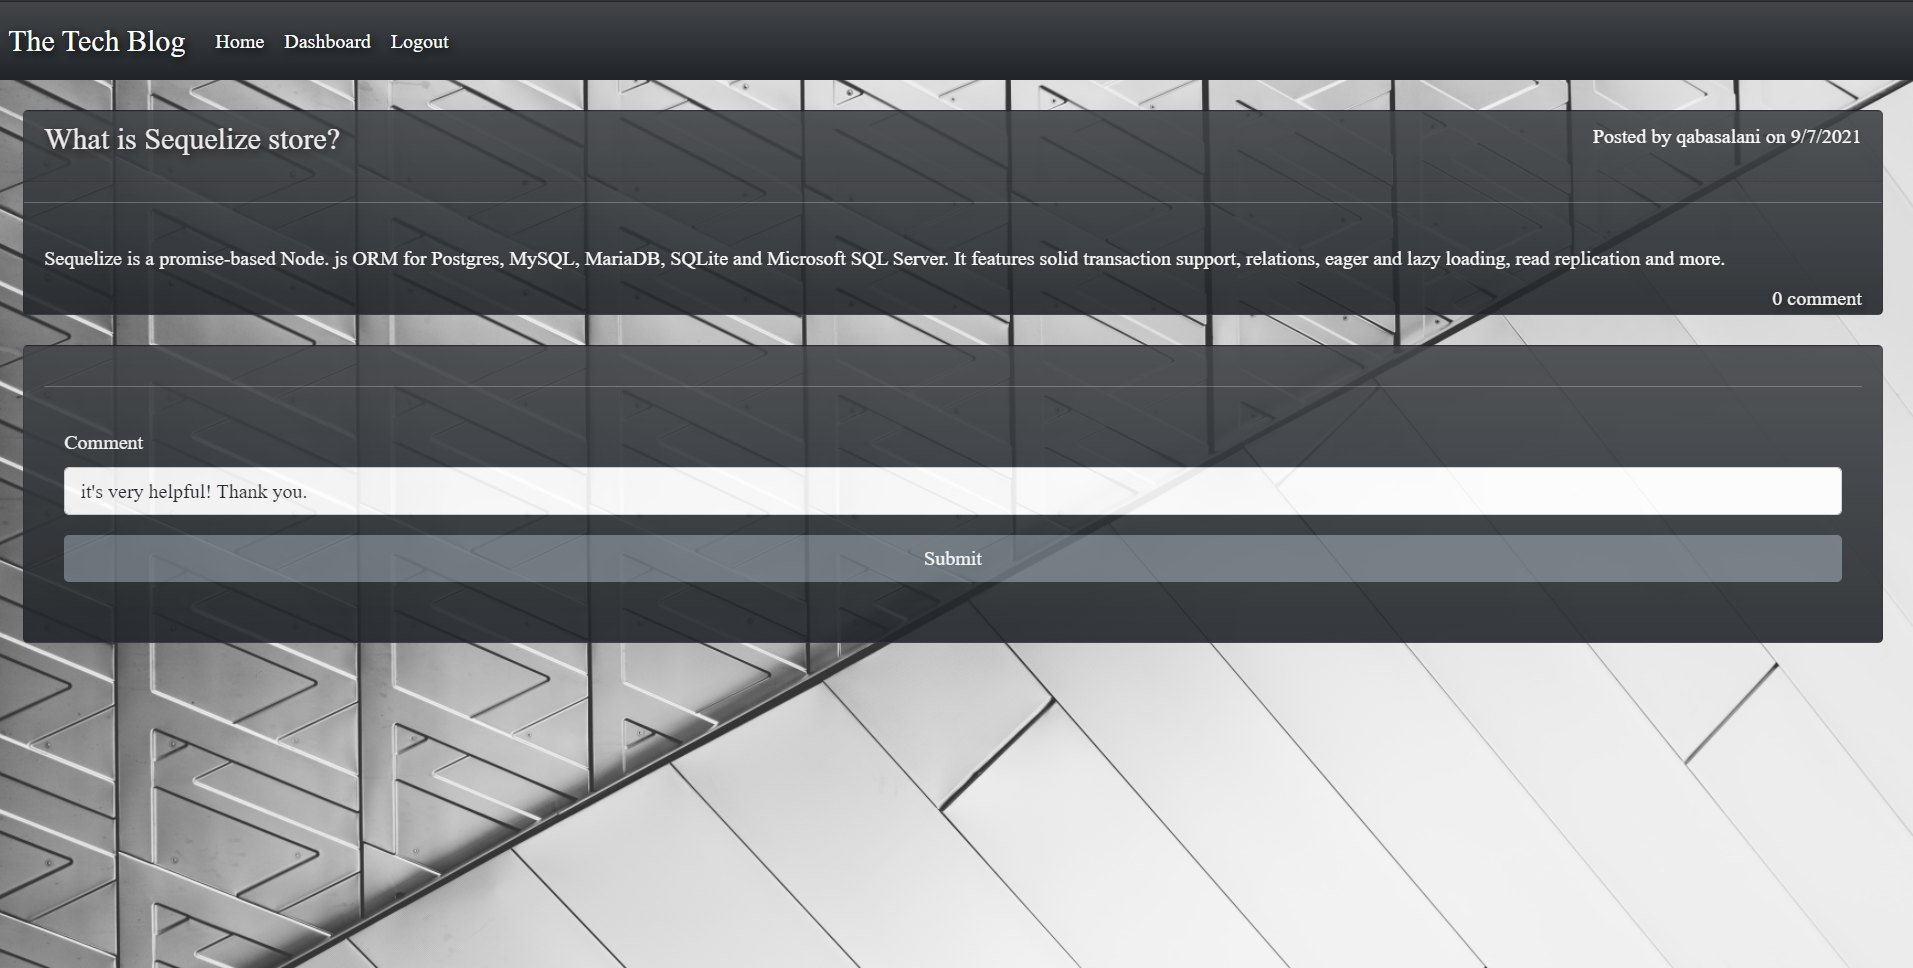 The Tech Blog Home Dashboard Logout
What is Sequelize store? Posted by qabasalani on 9/7/2021
Sequelize is a promise-based Node. js ORM for Postgres, MySQL, MariaDB, SQLite and Microsoft SQL Server. It features solid transaction support, relations, eager and lazy loading, read replication and more.
0 comment
Comment
it's very helpful! Thank you.
Submit